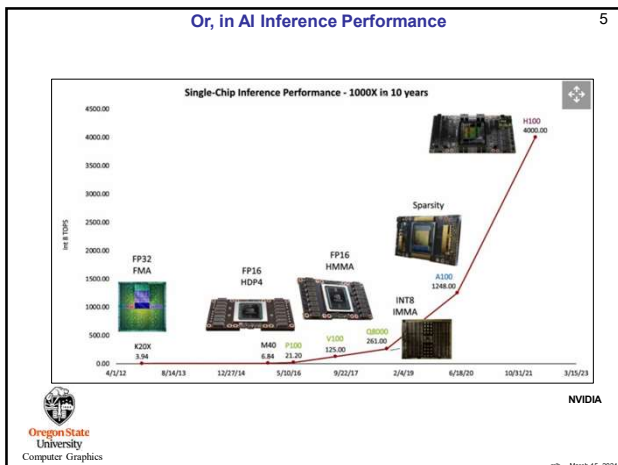 Or, in AI Inference Performance
5
Single-Chip Inference Performance - 1000X in 10 years
4500.00
4000.00
3500.00
3000.00
2500.00
2000.00
1500.00
1000.00
500.00
0.00
Int 8 TOPS
H100
4000.00
Sparsity
A100
1248.00
FP32
FMA
FP16
HDP4
FP16
HMMA
INT8
IMMA
K20X
3.94
M40
6.84
P100
21.20
V100
125.00
Q8000
261.00
4/1/12
8/14/13
12/27/14
5/10/16
9/22/17
2/4/19
6/18/20
10/31/21
3/15/23
NVIDIA
Oregon State
University
Computer Graphics